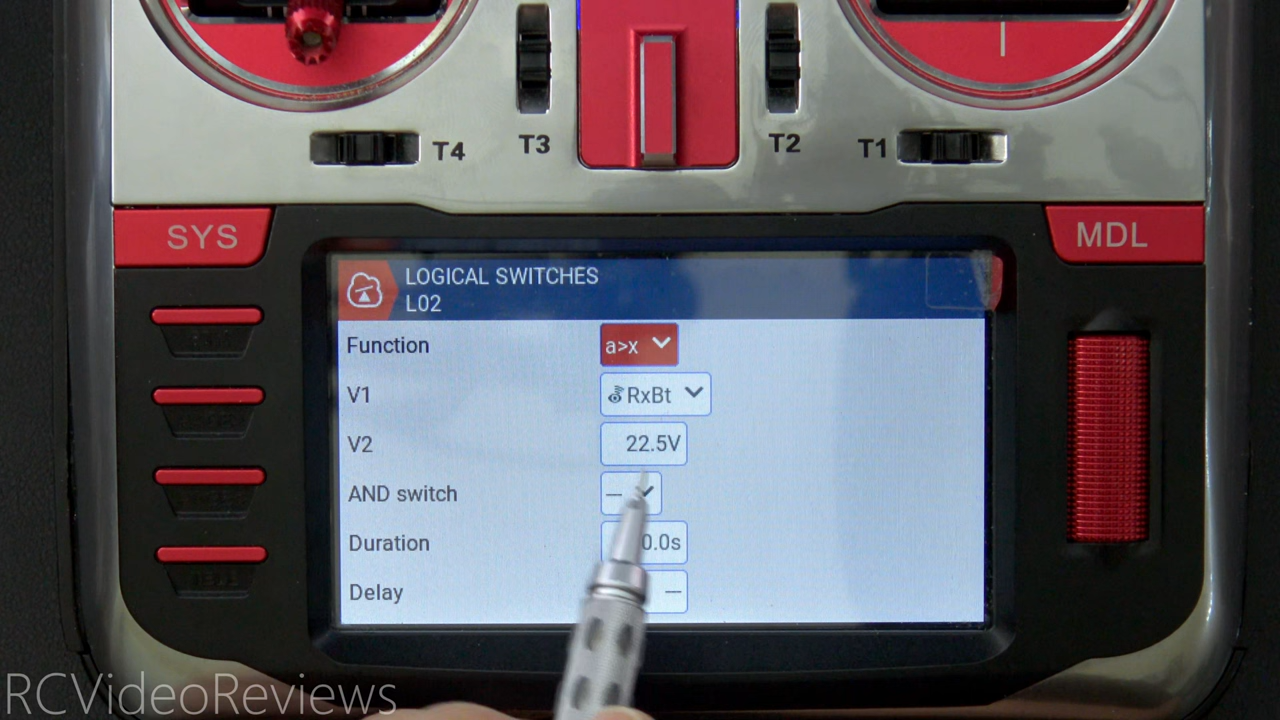 T4
T3
T2
T1
SYS
MDL
LOGICAL SWITCHES
L02
Function
a>x
V1
RxBt
V2
22.5V
AND switch
—
Duration
0.0s
Delay
—
RCVideoReviews